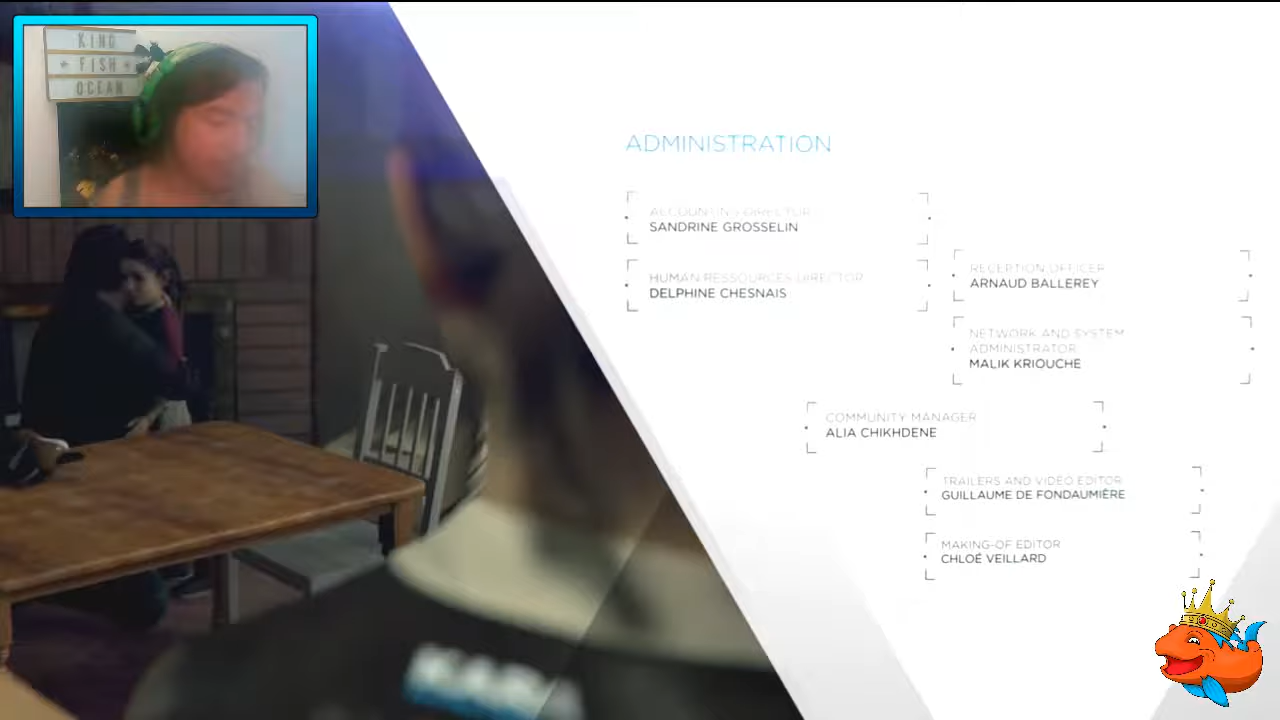 KING
FISH
OCEAN
ADMINISTRATION
ACCOUNTING DIRECTOR
SANDRINE GROSSELIN
HUMAN RESSOURCES DIRECTOR
DELPHINE CHESNAIS
RECEPTION OFFICER
ARNAUD BALLEREY
NETWORK AND SYSTEM
ADMINISTRATOR
MALIK KRIOUCHE
COMMUNITY MANAGER
ALIA CHIKHDENE
TRAILERS AND VIDEO EDITOR
GUILLAUME DE FONDAUMIÈRE
MAKING-OF EDITOR
CHLOÉ VEILLARD